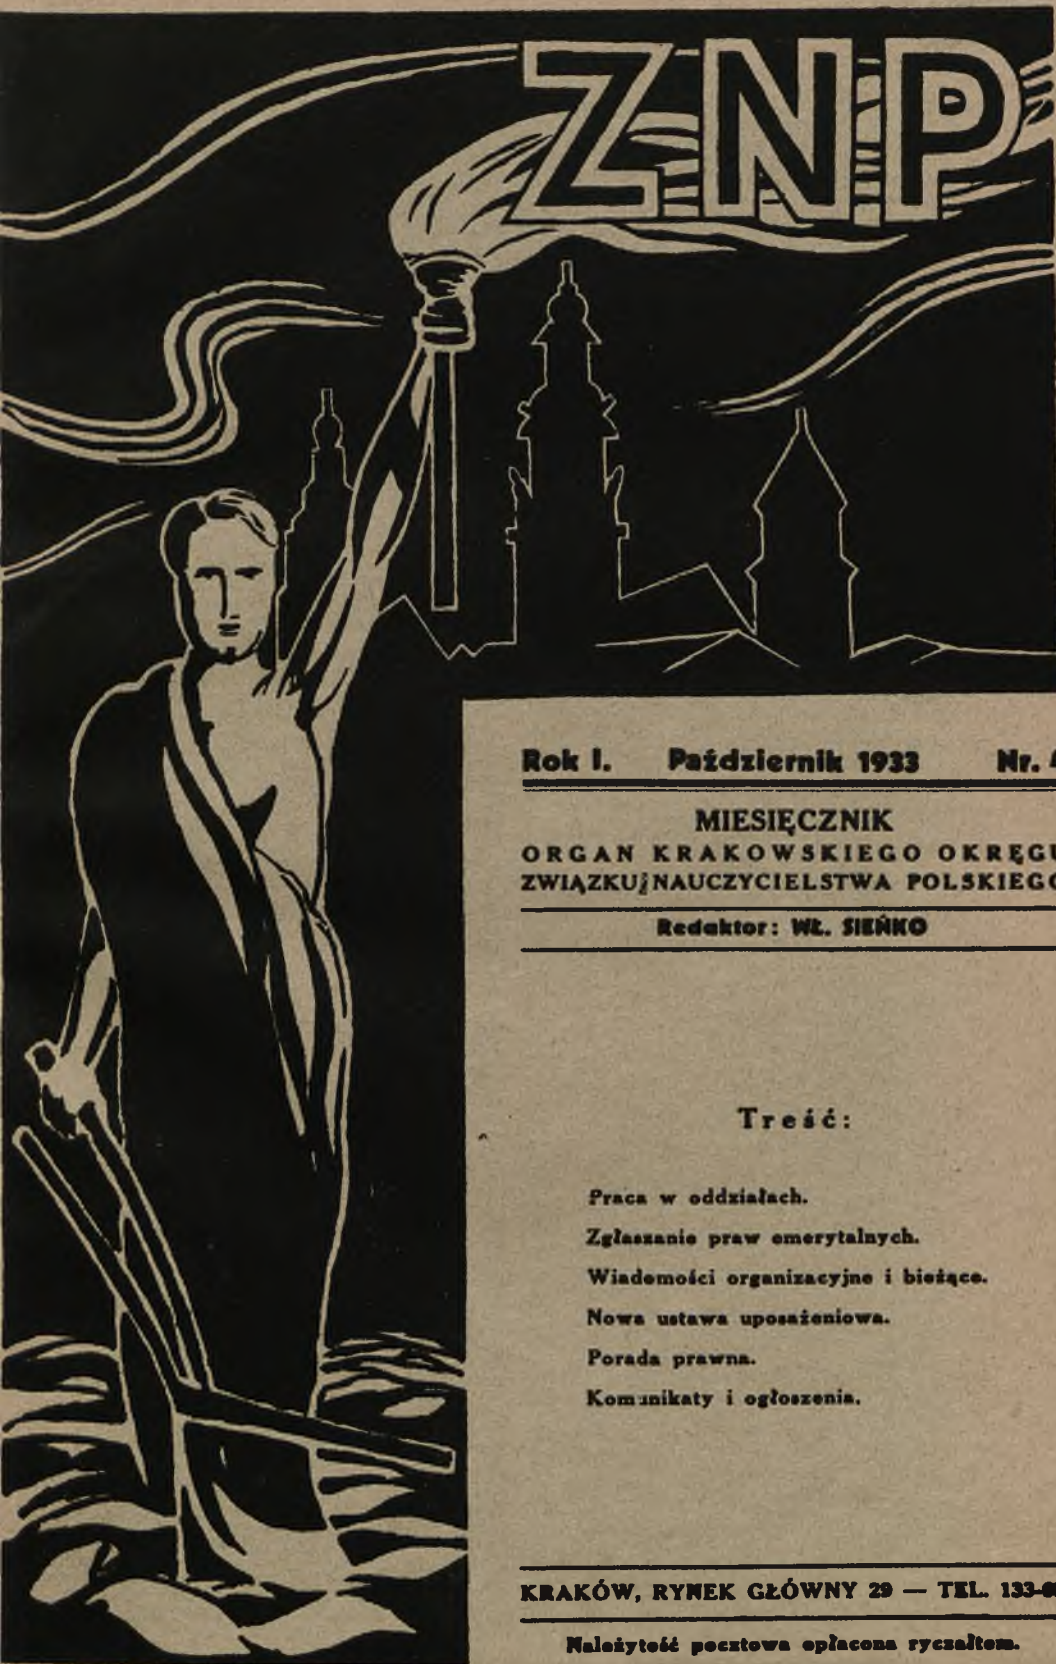 ZNP
Rok I. Październik 1933 Nr.
MIESIĘCZNIK
ORGAN KRAKOWSKIEGO OKRĘGU
ZWIĄZKU NAUCZYCIELSTWA POLSKIEGO
Redaktor: WŁ. SIEŃKO
Treść:
Praca w oddziałach.
Zgłaszanie praw emerytalnych.
Wiadomości organizacyjne i bieżące.
Nowa ustawa uposażeniowa.
Porada prawna.
Komunikaty i ogłoszenia.
KRAKÓW, RYNEK GŁÓWNY 29 — TEL.
Należytość pocztowa opłacona ryczałtem.